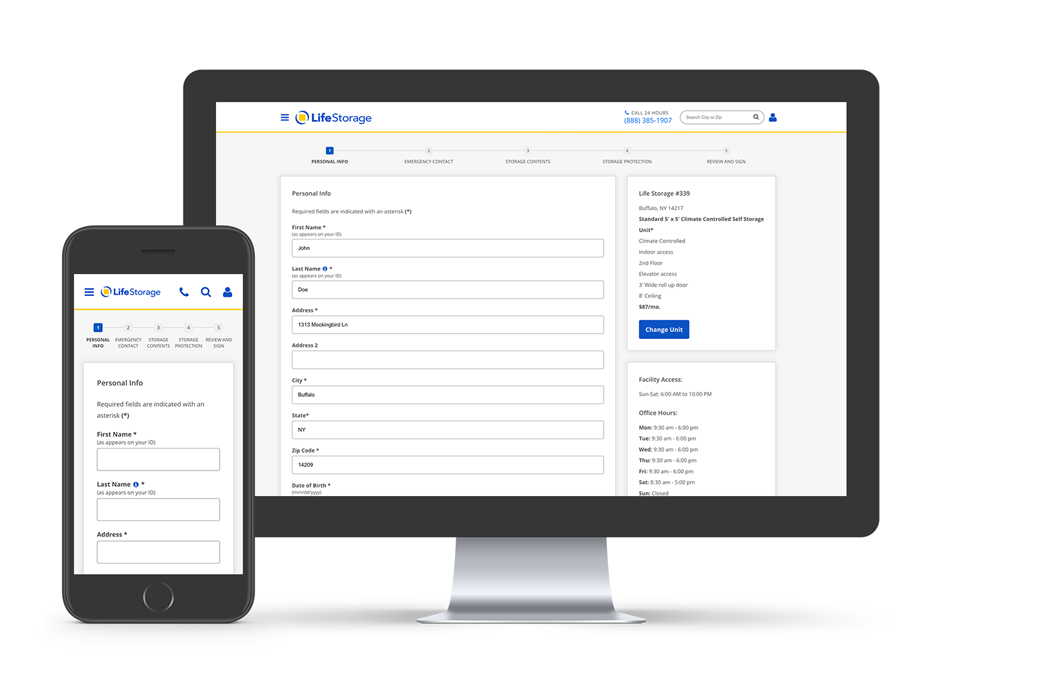 LifeStorage
CALL 24 HOURS
(888) 385-1907
Search City or Zip
1
2
3
4
5
PERSONAL INFO
EMERGENCY CONTACT
STORAGE CONTENTS
STORAGE PROTECTION
REVIEW AND SIGN
Personal Info
Required fields are indicated with an asterisk (*)
First Name *
(as appears on your ID)
John
Last Name *
(as appears on your ID)
Doe
Address *
1313 Mockingbird Ln
Address 2
City *
Buffalo
State*
NY
Zip Code *
14209
Date of Birth *
(mm/dd/yyyy)
Life Storage #339
Buffalo, NY 14217
Standard 5' x 5' Climate Controlled Self Storage
Unit*
Climate Controlled
Indoor access
2nd Floor
Elevator access
3' Wide roll up door
8' Ceiling
$87/mo.
Change Unit
Facility Access:
Sun-Sat: 6:00 AM to 10:00 PM
Office Hours:
Mon: 9:30 am - 6:00 pm
Tue: 9:30 am - 6:00 pm
Wed: 9:30 am - 6:00 pm
Thu: 9:30 am - 6:00 pm
Fri: 9:30 am - 6:00 pm
Sat: 8:30 am - 5:00 pm
Sun: Closed
LifeStorage
1
2
3
4
5
PERSONAL INFO
EMERGENCY CONTACT
STORAGE CONTENTS
STORAGE PROTECTION
REVIEW AND SIGN
Personal Info
Required fields are indicated with an
asterisk (*)
First Name *
(as appears on your ID)
Last Name *
(as appears on your ID)
Address *